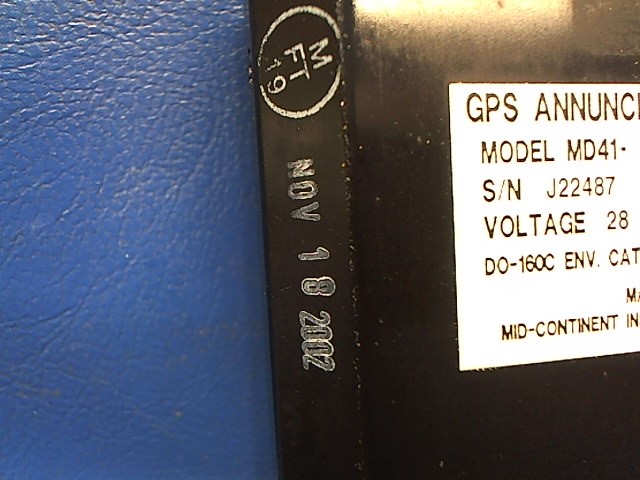 M
FT
19
NOV 18 2002
GPS ANNUNCI
MODEL MD41-
S/N J22487
VOLTAGE 28
DO-160C ENV. CAT
MA
MID-CONTINENT IN